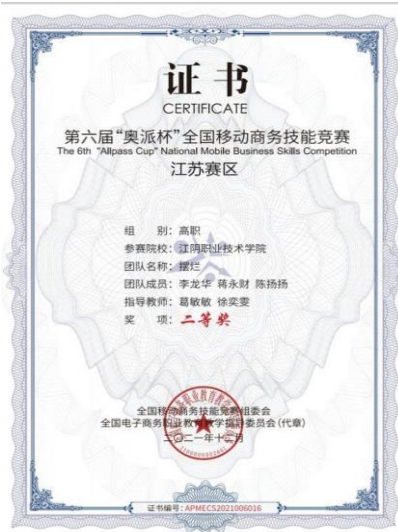 证书
CERTIFICATE
第六届“奥派杯”全国移动商务技能竞赛
The 6th "Allpass Cup" National Mobile Business Skills Competition
江苏赛区
组 别：高职
参赛院校：江阴职业技术学院
团队名称：摆烂
团队成员：李龙华 蒋永财 陈扬扬
指导教师：葛敏敏 徐奕雯
奖 项：二等奖
全国移动商务技能竞赛组委会
全国电子商务职业教育教学指导委员会(代章)
二〇二一年十二月
证书编号：APMECS2021006016